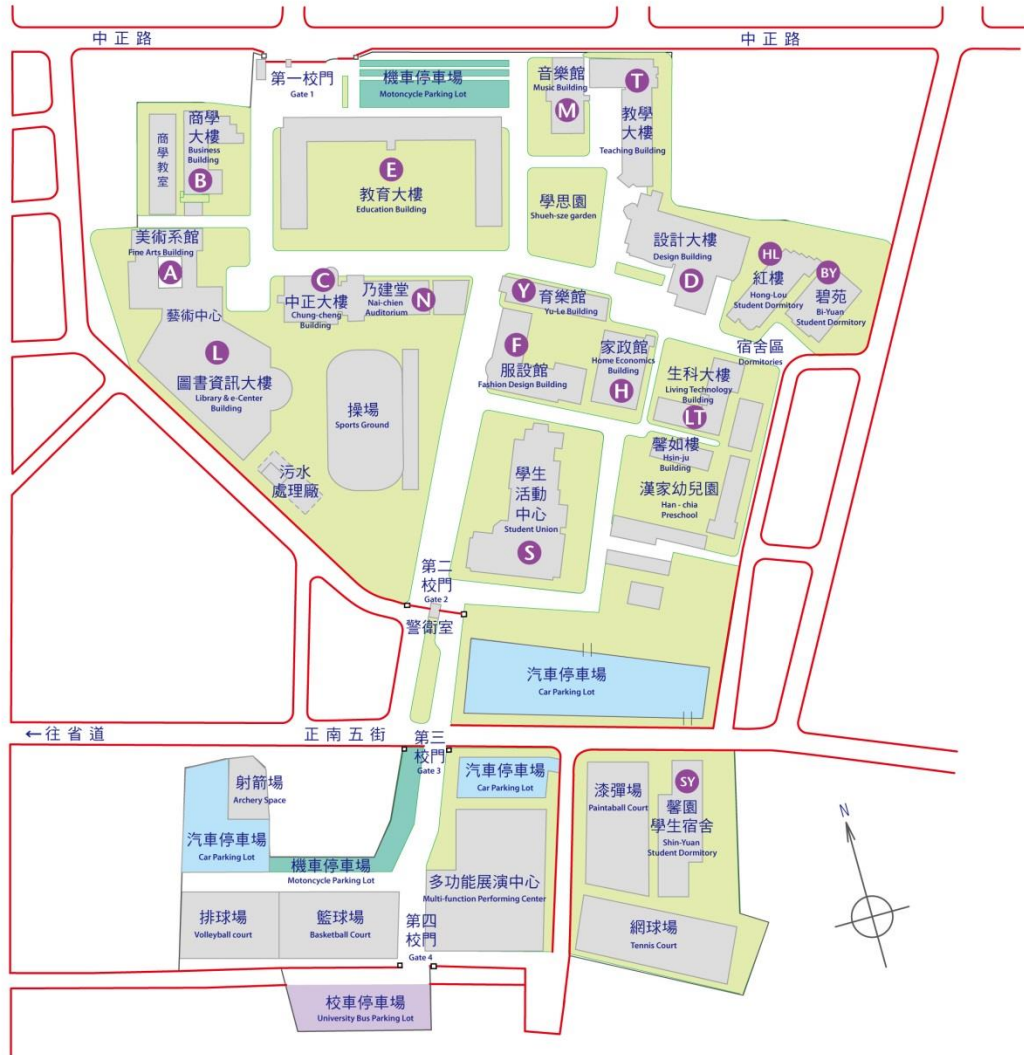 中正路
中正路
第一校門
Gate 1
機車停車場
Motoncycle Parking Lot
音樂館
Music Building
M
T
教學
大樓
Teaching Building
商學
大樓
Business
Building
B
商
學
教
室
E
教育大樓
Education Building
學思園
Shueh-sze garden
設計大樓
Design Building
D
HL
紅樓
Hong-Lou
Student Dormitory
BY
碧苑
Bi-Yuan
Student Dormitory
宿舍區
Dormitories
美術系館
Fine Arts Building
A
藝術中心
L
圖書資訊大樓
Library & e-Center
Building
C
中正大樓
Chung-cheng
Building
乃建堂
Nai-chien
Auditorium
N
Y
育樂館
Yu-Le Building
F
服設館
Fashion Design Building
家政館
Home Economics
Building
H
生科大樓
Living Technology
Building
LT
操場
Sports Ground
污水
處理廠
馨如樓
Hsin-ju
Building
漢家幼兒園
Han - chia
Preschool
學生
活動
中心
Student Union
S
第二
校門
Gate 2
警衛室
汽車停車場
Car Parking Lot
←往省道
正南五街
第三
校門
Gate 3
射箭場
Archery Space
汽車停車場
Car Parking Lot
機車停車場
Motoncycle Parking Lot
汽車停車場
Car Parking Lot
漆彈場
Paintaball Court
SY
馨園
學生宿舍
Shin-Yuan
Student Dormitory
多功能展演中心
Multi-function Performing Center
排球場
Volleyball court
籃球場
Basketball Court
第四
校門
Gate 4
網球場
Tennis Court
校車停車場
University Bus Parking Lot
N